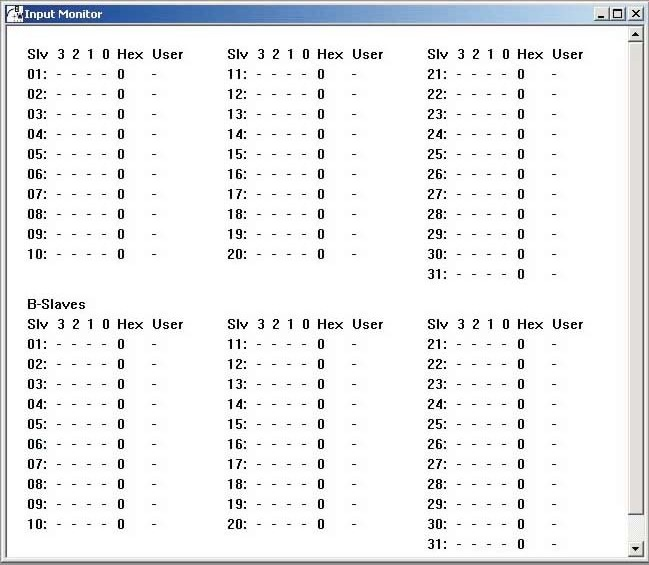 Input Monitor
Slv 3 2 1 0 Hex User Slv 3 2 1 0 Hex User Slv 3 2 1 0 Hex User
01: - - - - 0 - 11: - - - - 0 - 21: - - - - 0 -
02: - - - - 0 - 12: - - - - 0 - 22: - - - - 0 -
03: - - - - 0 - 13: - - - - 0 - 23: - - - - 0 -
04: - - - - 0 - 14: - - - - 0 - 24: - - - - 0 -
05: - - - - 0 - 15: - - - - 0 - 25: - - - - 0 -
06: - - - - 0 - 16: - - - - 0 - 26: - - - - 0 -
07: - - - - 0 - 17: - - - - 0 - 27: - - - - 0 -
08: - - - - 0 - 18: - - - - 0 - 28: - - - - 0 -
09: - - - - 0 - 19: - - - - 0 - 29: - - - - 0 -
10: - - - - 0 - 20: - - - - 0 - 30: - - - - 0 -
31: - - - - 0 -
B-Slaves
Slv 3 2 1 0 Hex User Slv 3 2 1 0 Hex User Slv 3 2 1 0 Hex User
01: - - - - 0 - 11: - - - - 0 - 21: - - - - 0 -
02: - - - - 0 - 12: - - - - 0 - 22: - - - - 0 -
03: - - - - 0 - 13: - - - - 0 - 23: - - - - 0 -
04: - - - - 0 - 14: - - - - 0 - 24: - - - - 0 -
05: - - - - 0 - 15: - - - - 0 - 25: - - - - 0 -
06: - - - - 0 - 16: - - - - 0 - 26: - - - - 0 -
07: - - - - 0 - 17: - - - - 0 - 27: - - - - 0 -
08: - - - - 0 - 18: - - - - 0 - 28: - - - - 0 -
09: - - - - 0 - 19: - - - - 0 - 29: - - - - 0 -
10: - - - - 0 - 20: - - - - 0 - 30: - - - - 0 -
31: - - - - 0 -